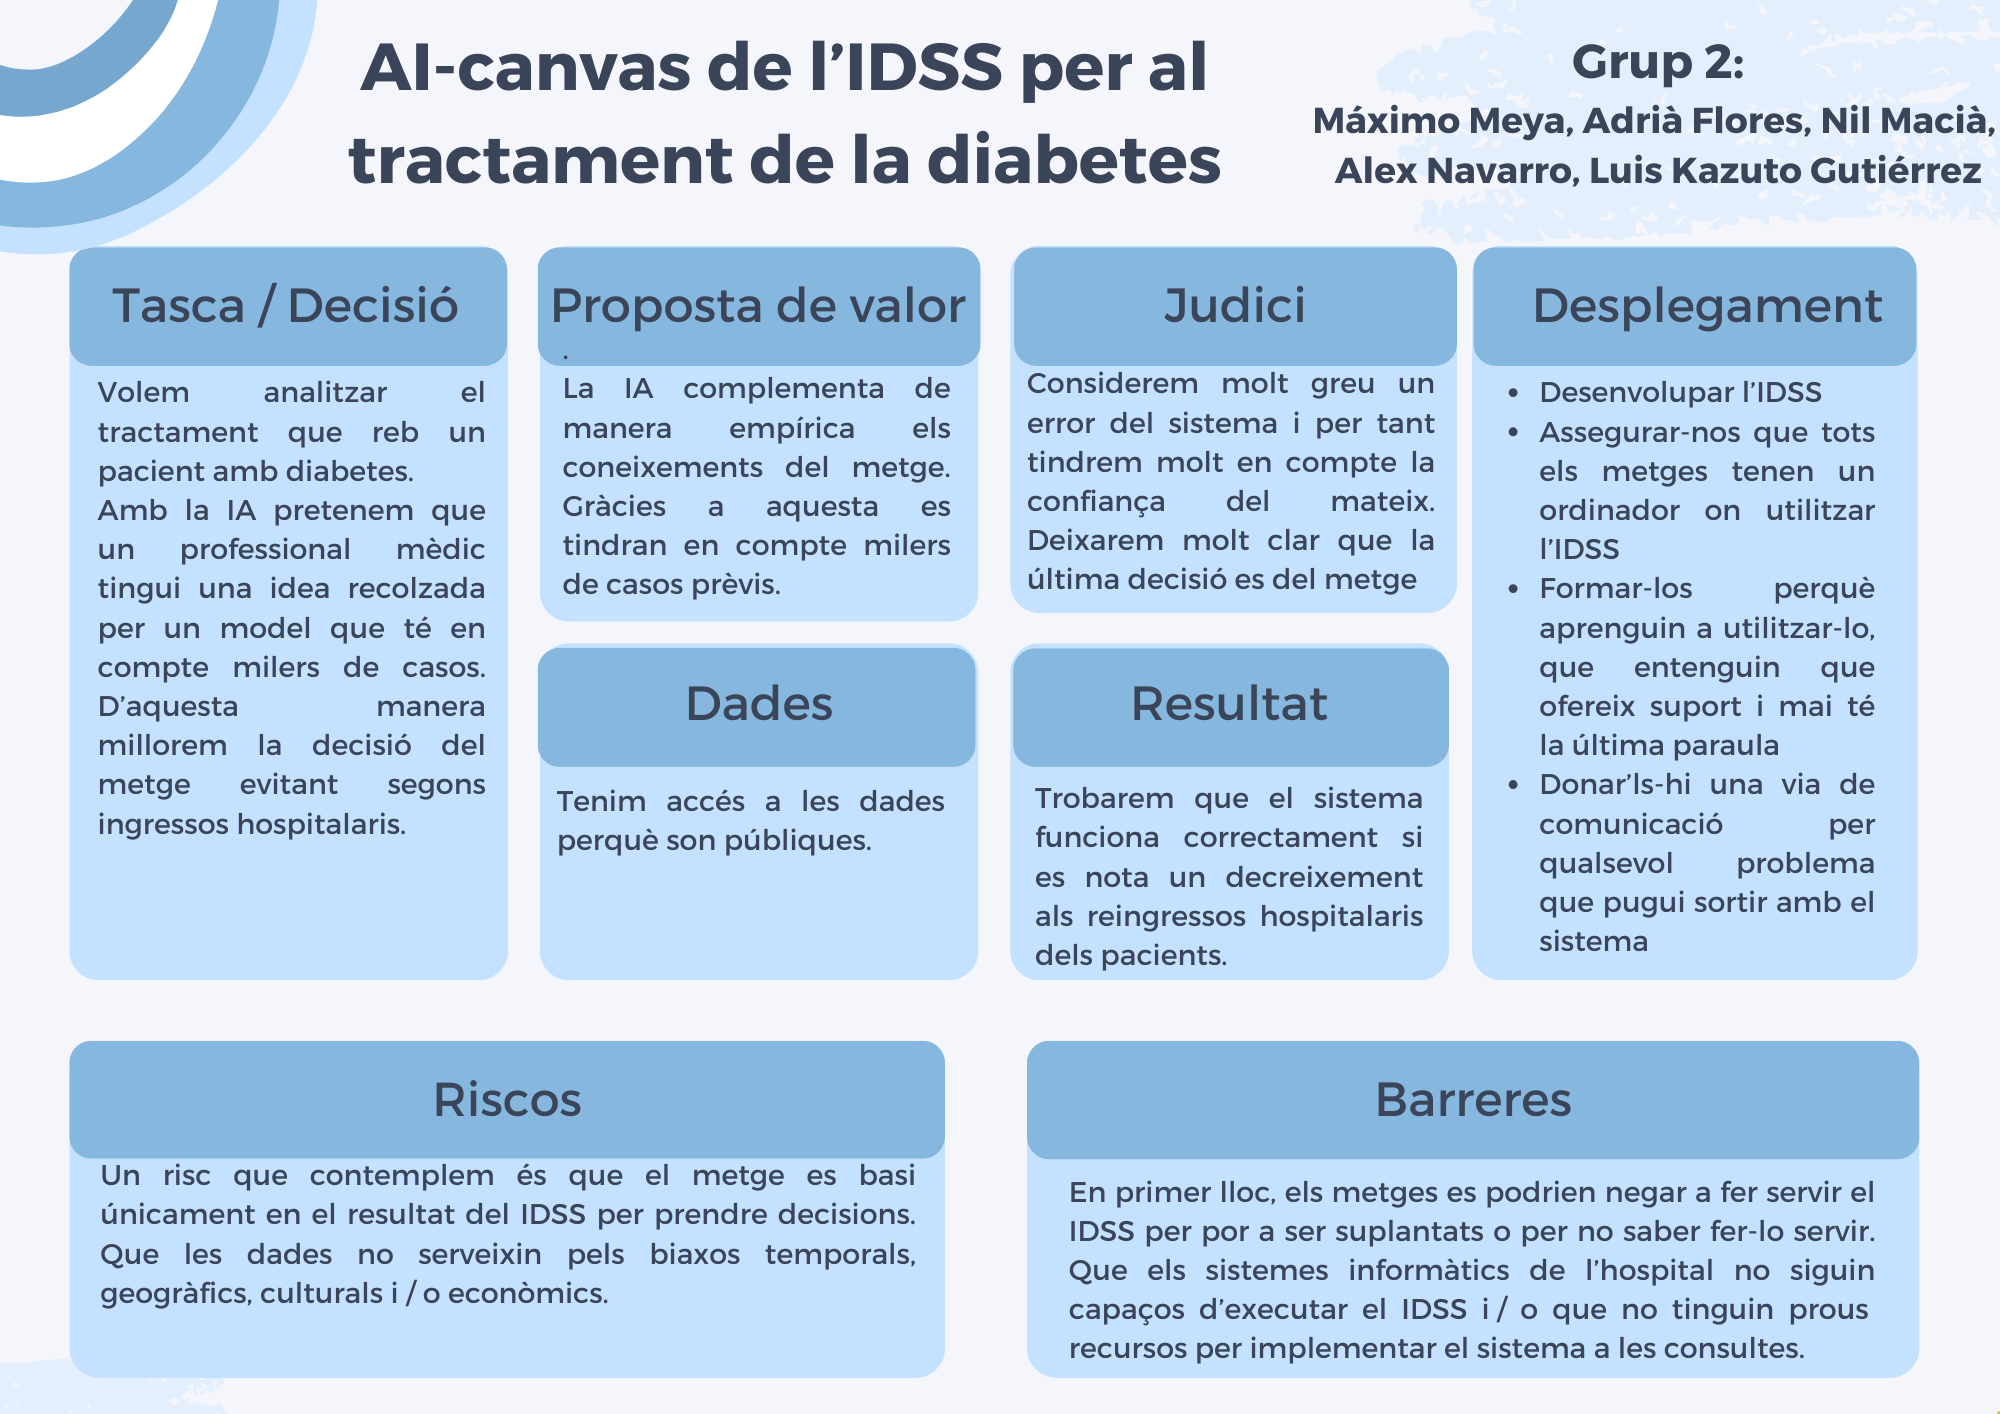 AI-canvas de l’IDSS per al
tractament de la diabetes
Grup 2:
Máximo Meya, Adrià Flores, Nil Macià,
Alex Navarro, Luis Kazuto Gutiérrez
Tasca / Decisió
Volem analitzar el
tractament que reb un
pacient amb diabetes.
Amb la IA pretenem que
un professional mèdic
tingui una idea recolzada
per un model que té en
compte milers de casos.
D’aquesta manera
millorem la decisió del
metge evitant segons
ingressos hospitalaris.
Proposta de valor
.
La IA complementa de
manera empírica els
coneixements del metge.
Gràcies a aquesta es
tindran en compte milers
de casos prèvis.
Dades
Tenim accés a les dades
perquè son públiques.
Judici
Considerem molt greu un
error del sistema i per tant
tindrem molt en compte la
confiança del mateix.
Deixarem molt clar que la
última decisió es del metge
Resultat
Trobarem que el sistema
funciona correctament si
es nota un decreixement
als reingressos hospitalaris
dels pacients.
Desplegament
• Desenvolupar l’IDSS
• Assegurar-nos que tots
els metges tenen un
ordinador on utilitzar
l’IDSS
• Formar-los perquè
aprenguin a utilitzar-lo,
que entenguin que
ofereix suport i mai té
la última paraula
• Donar’ls-hi una via de
comunicació per
qualsevol problema
que pugui sortir amb el
sistema
Riscos
Un risc que contemplem és que el metge es basi
únicament en el resultat del IDSS per prendre decisions.
Que les dades no serveixin pels biaxos temporals,
geogràfics, culturals i / o econòmics.
Barreres
En primer lloc, els metges es podrien negar a fer servir el
IDSS per por a ser suplantats o per no saber fer-lo servir.
Que els sistemes informàtics de l’hospital no siguin
capaços d’executar el IDSS i / o que no tinguin prous
recursos per implementar el sistema a les consultes.